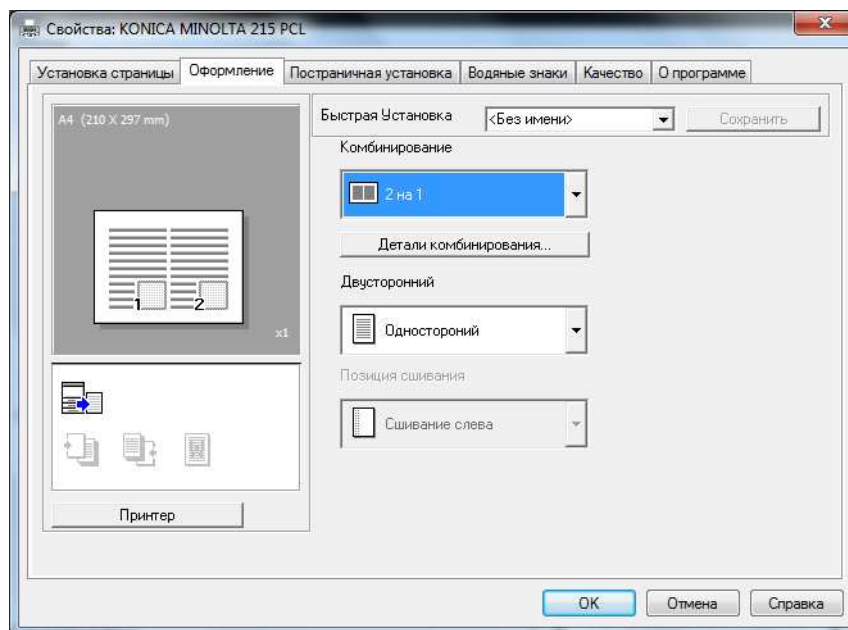 Свойства: KONICA MINOLTA 215 PCL
Установка страницы Оформление Постраничная установка Водяные знаки Качество О программе
A4 (210 X 297 mm)
Быстрая Установка <Без имени> Сохранить
Комбинирование
2 на 1
Детали комбинирования...
Двусторонний
1 2
x1
Одностороний
Позиция сшивания
Сшивание слева
Принтер
OK Отмена Справка